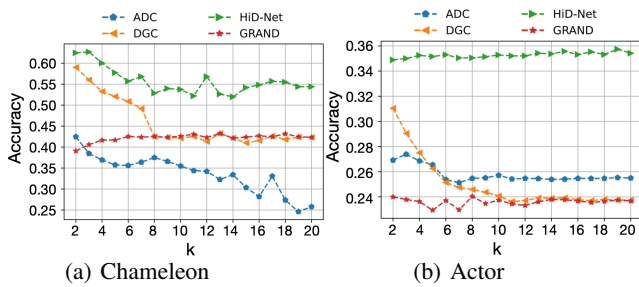 ADC HiD-Net
DGC GRAND
Accuracy
0.60
0.55
0.50
0.45
0.40
0.35
0.30
0.25
2 4 6 8 10 12 14 16 18 20
k
(a) Chameleon
ADC HiD-Net
DGC GRAND
Accuracy
0.36
0.34
0.32
0.30
0.28
0.26
0.24
2 4 6 8 10 12 14 16 18 20
k
(b) Actor